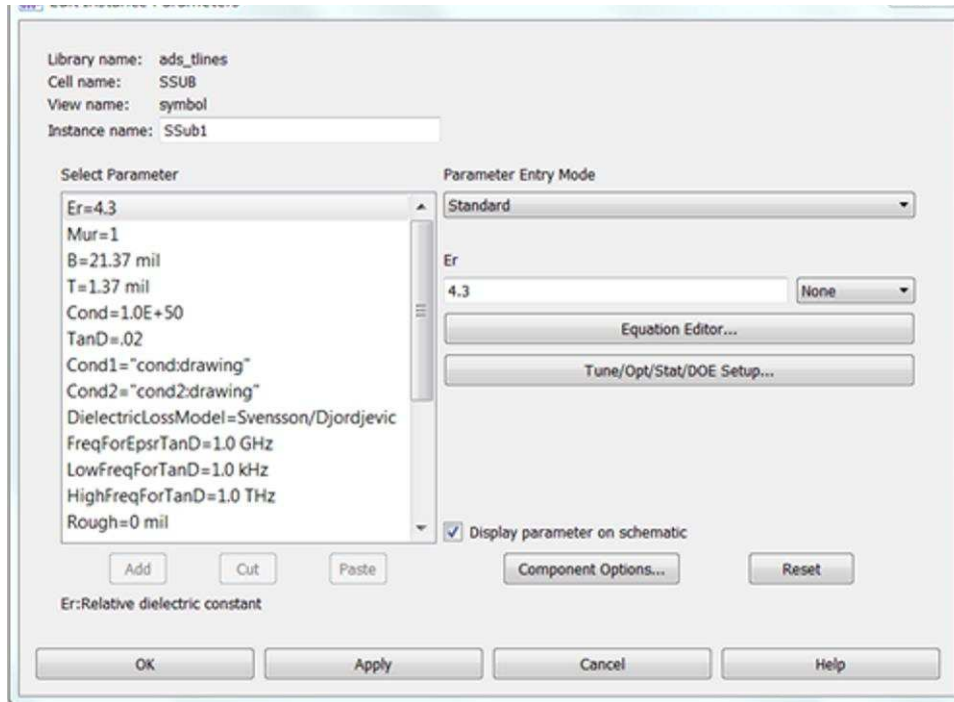 Edit Instance Parameters
Library name: ads_tlines
Cell name: SSUB
View name: symbol
Instance name: SSub1
Select Parameter
Er=4.3
Mur=1
B=21.37 mil
T=1.37 mil
Cond=1.0E+50
TanD=.02
Cond1="cond:drawing"
Cond2="cond2:drawing"
DielectricLossModel=Svensson/Djordjevic
FreqForEpsrTanD=1.0 GHz
LowFreqForTanD=1.0 kHz
HighFreqForTanD=1.0 THz
Rough=0 mil
Add Cut Paste
Er:Relative dielectric constant
Parameter Entry Mode
Standard
Er
4.3 None
Equation Editor...
Tune/Opt/Stat/DOE Setup...
Display parameter on schematic
Component Options... Reset
OK Apply Cancel Help